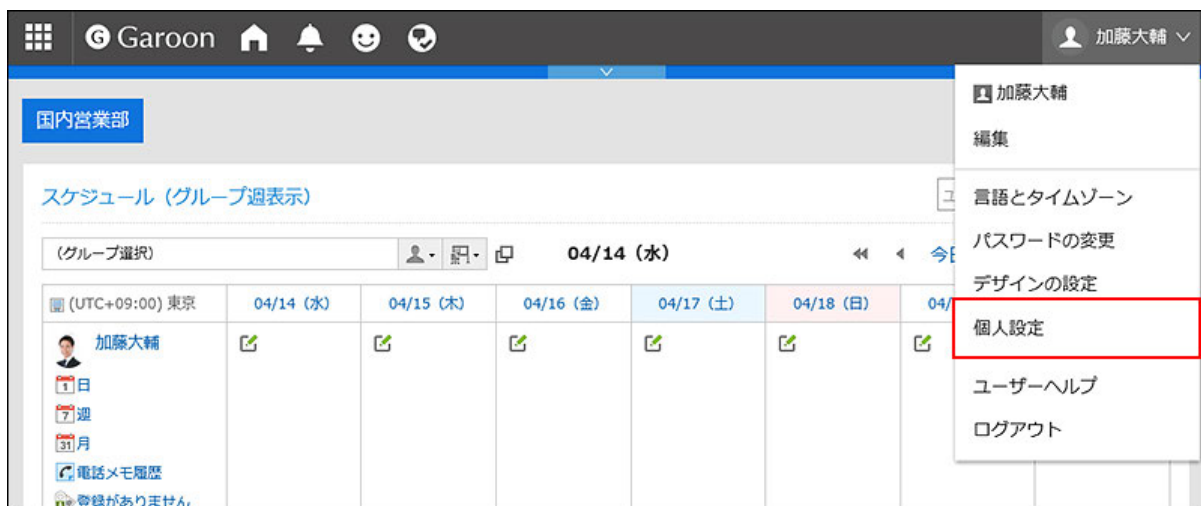 Garoon
加藤大輔
加藤大輔
編集
言語とタイムゾーン
パスワードの変更
デザインの設定
個人設定
ユーザーヘルプ
ログアウト
国内営業部
スケジュール（グループ週表示）
（グループ選択） 04/14（水）
(UTC+09:00) 東京 04/14（水） 04/15（木） 04/16（金） 04/17（土） 04/18（日） 04/
加藤大輔
1 日
7 週
31 月
電話メモ履歴
登録がありません